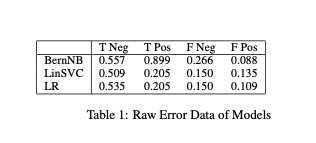 T Neg T Pos F Neg F Pos
BernNB 0.557 0.899 0.266 0.088
LinSVC 0.509 0.205 0.150 0.135
LR 0.535 0.205 0.150 0.109
Table 1: Raw Error Data of Models